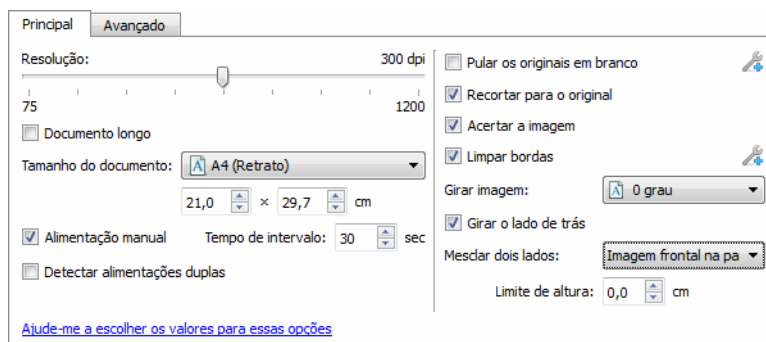 Principal
Avançado
Resolução: 300 dpi
75 1200
Documento longo
Tamanho do documento: A4 (Retrato)
21,0 × 29,7 cm
Alimentação manual Tempo de intervalo: 30 sec
Detectar alimentações duplas
Ajude-me a escolher os valores para essas opções
Pular os originais em branco
Recortar para o original
Acertar a imagem
Limpar bordas
Girar imagem: 0 grau
Girar o lado de trás
Mesclar dois lados: Imagem frontal na pa
Limite de altura: 0,0 cm